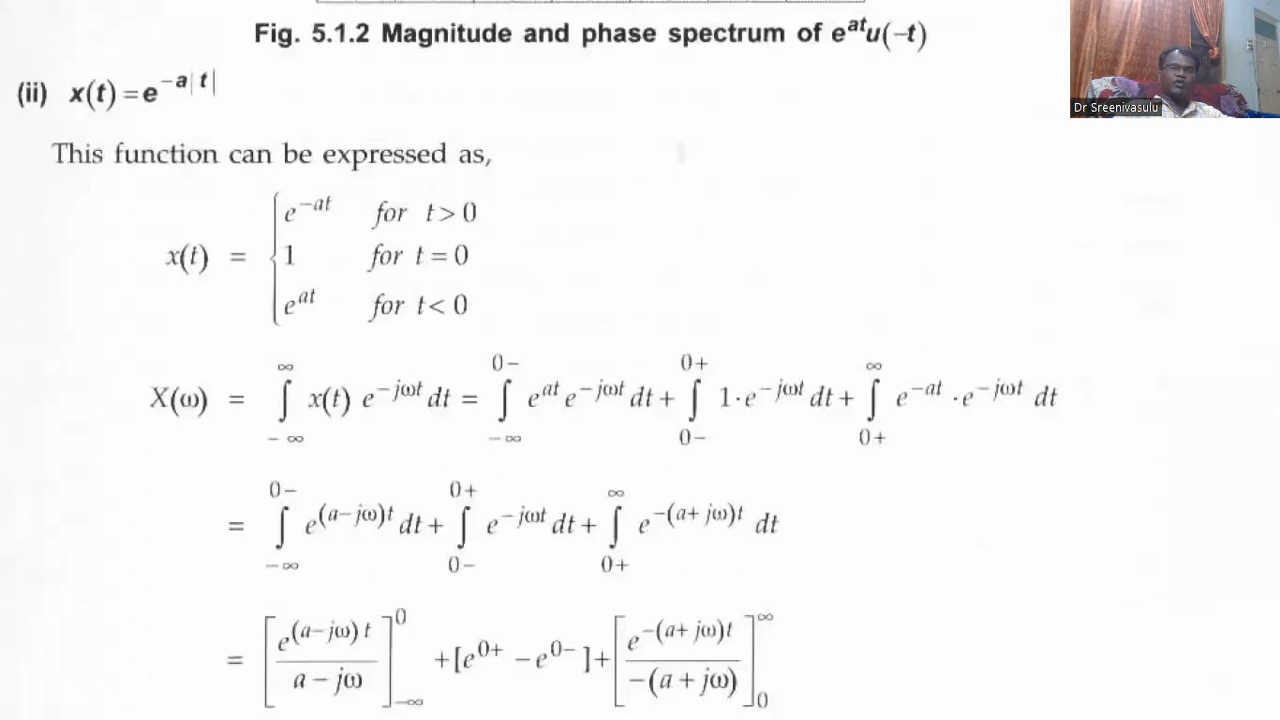 Fig. 5.1.2 Magnitude and phase spectrum of e^{at}u(–t)
Dr Sreenivasulu
(ii) x(t) = e^{–a|t|}
This function can be expressed as,
x(t) = { e^{–at} for t > 0
1 for t = 0
e^{at} for t < 0
X(ω) = ∫_{–∞}^{∞} x(t) e^{–jωt} dt = ∫_{–∞}^{0–} e^{at} e^{–jωt} dt + ∫_{0–}^{0+} 1·e^{–jωt} dt + ∫_{0+}^{∞} e^{–at} ·e^{–jωt} dt
= ∫_{–∞}^{0–} e^{(a–jω)t} dt + ∫_{0–}^{0+} e^{–jωt} dt + ∫_{0+}^{∞} e^{–(a+jω)t} dt
= [e^{(a–jω)t} / (a – jω)]_{–∞}^{0} + [e^{0+} – e^{0–}] + [e^{–(a+jω)t} / –(a + jω)]_{0}^{∞}